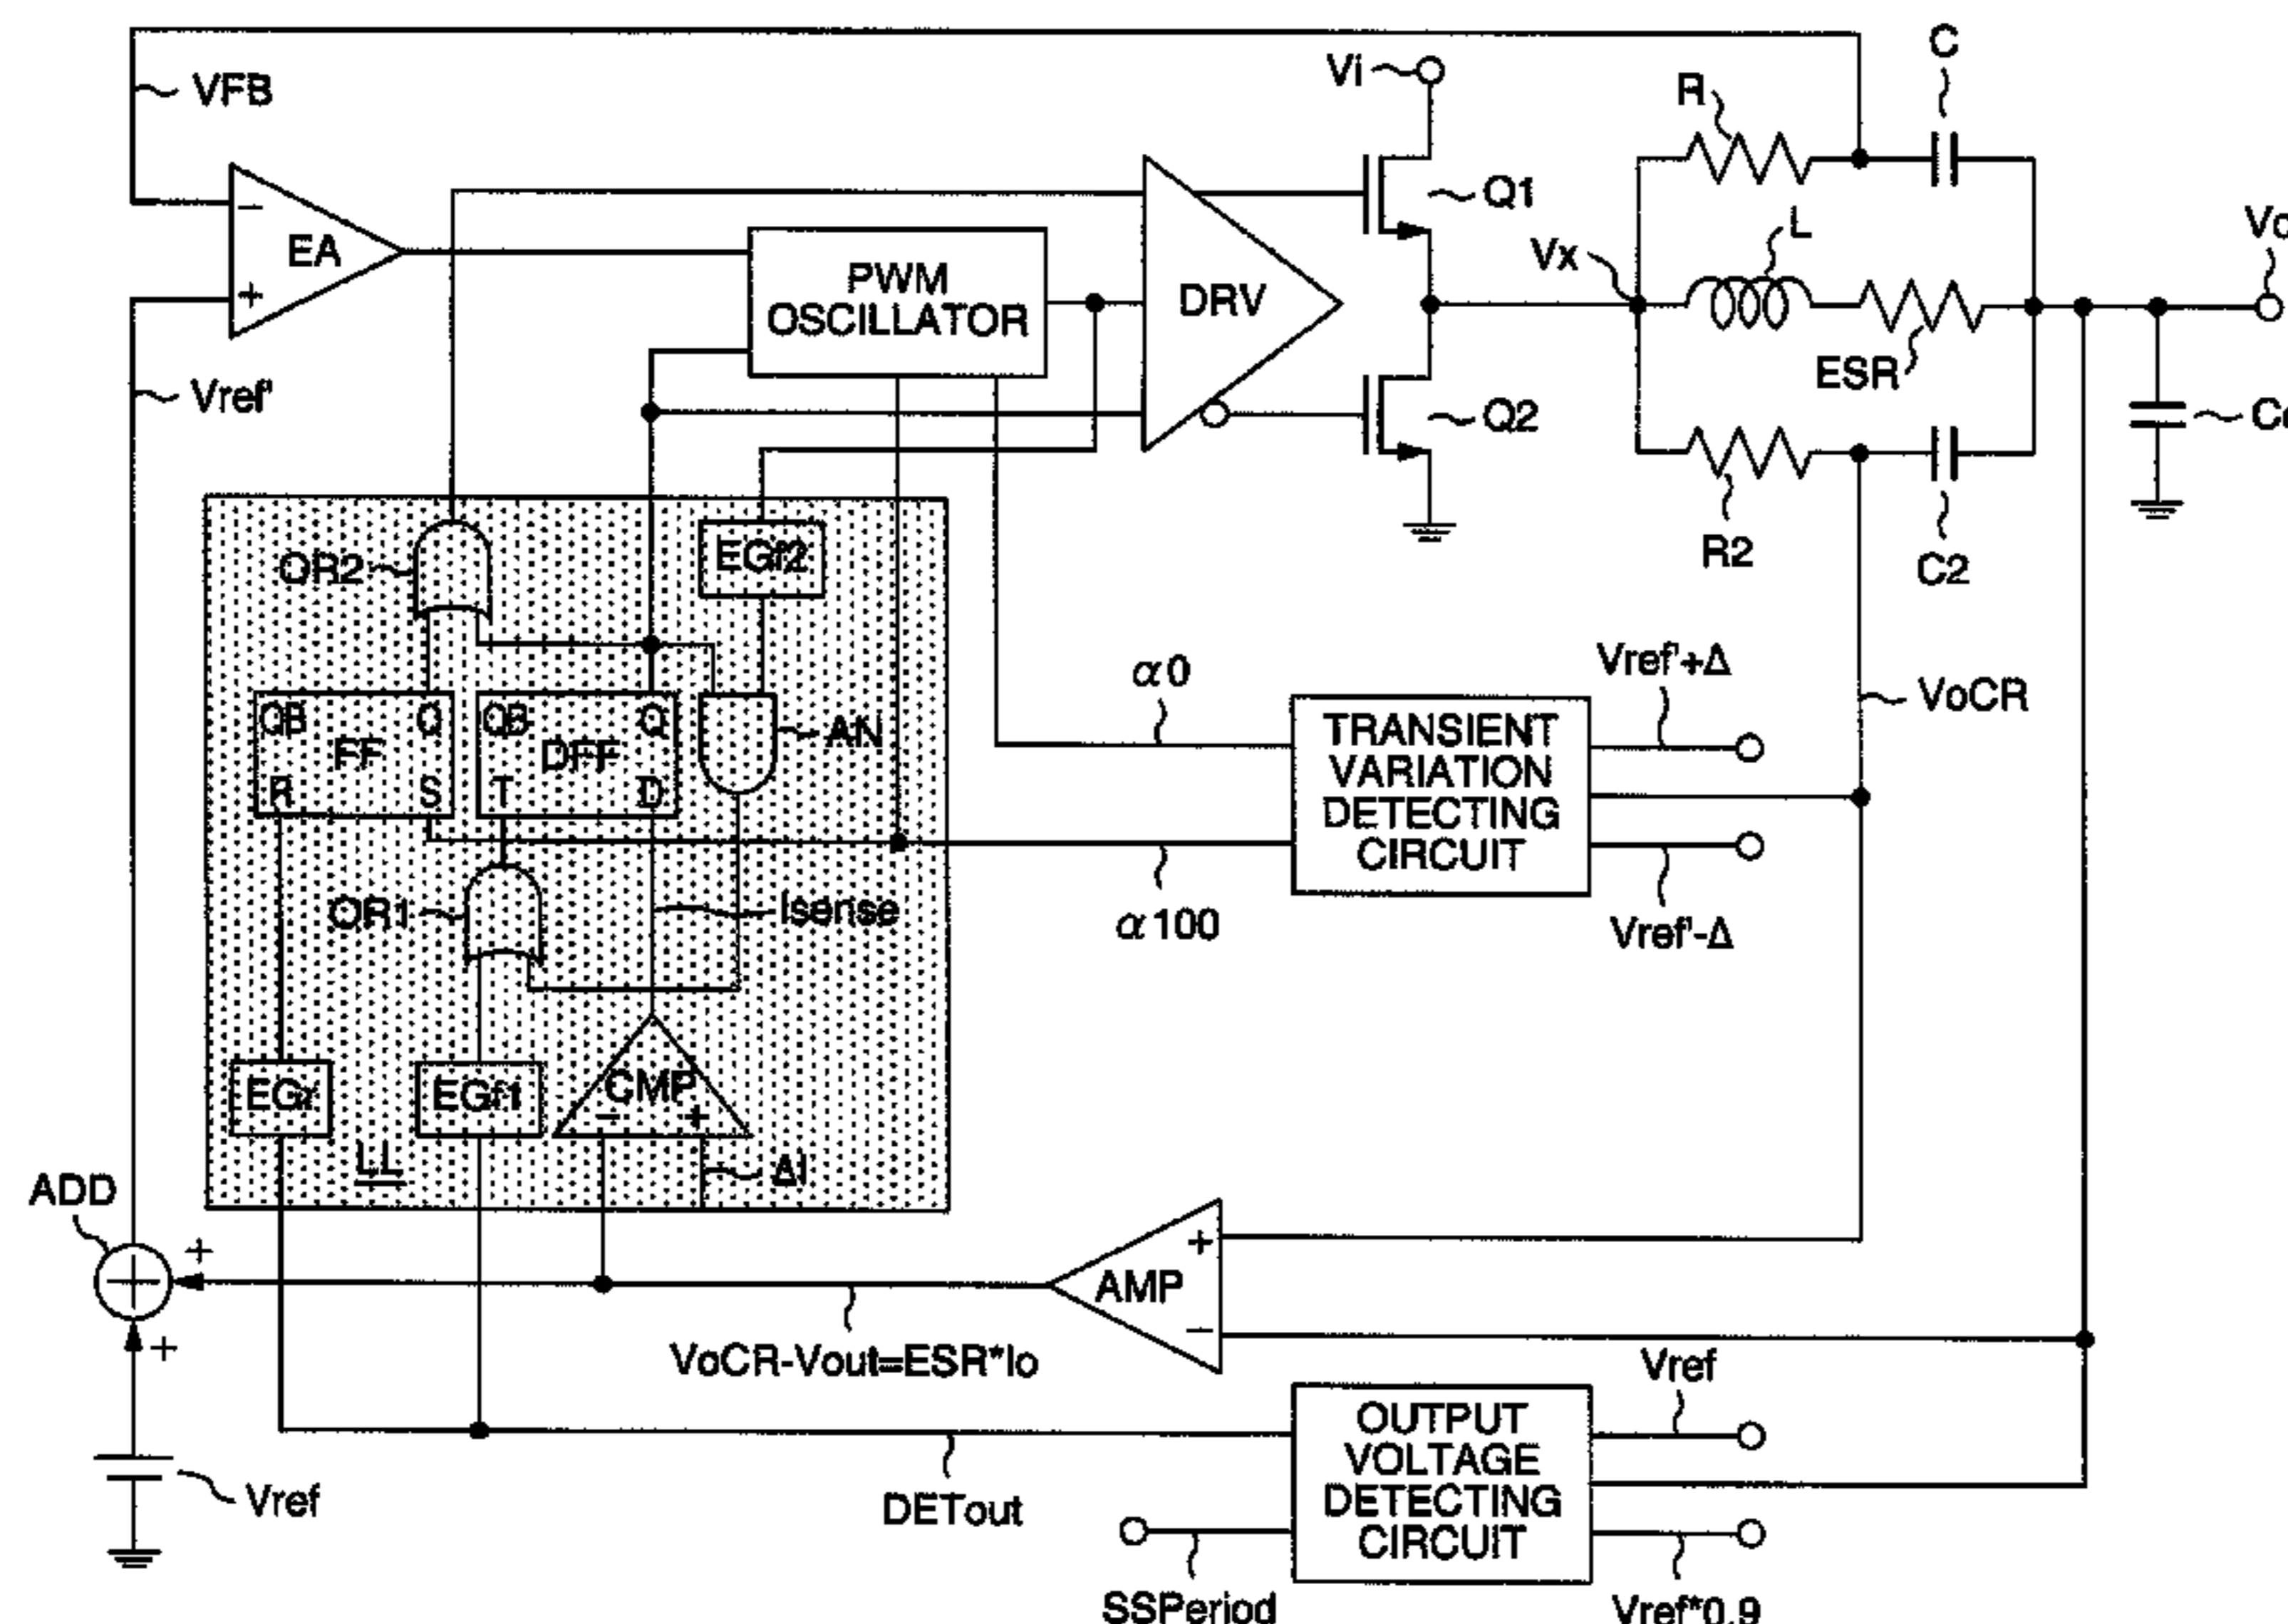 C
Vi
R
VFB
Q1
L
Vx
EA
PWM
OSCILLATOR
DRV
ESR
Vref'
Q2
R2
C2
OR2
EGf2
α0
Vref'+Δ
VoCR
QB Q
FF
R S
QB Q
DFF
T D
AN
TRANSIENT
VARIATION
DETECTING
CIRCUIT
OR1
Isense
α100
Vref'-Δ
EGr
EGf1
CMP
- +
LL
ΔI
ADD
+
+
AMP
+
-
VoCR-Vout=ESR*Io
Vref
DETout
OUTPUT
VOLTAGE
DETECTING
CIRCUIT
Vref
SSPeriod
Vref*0.9